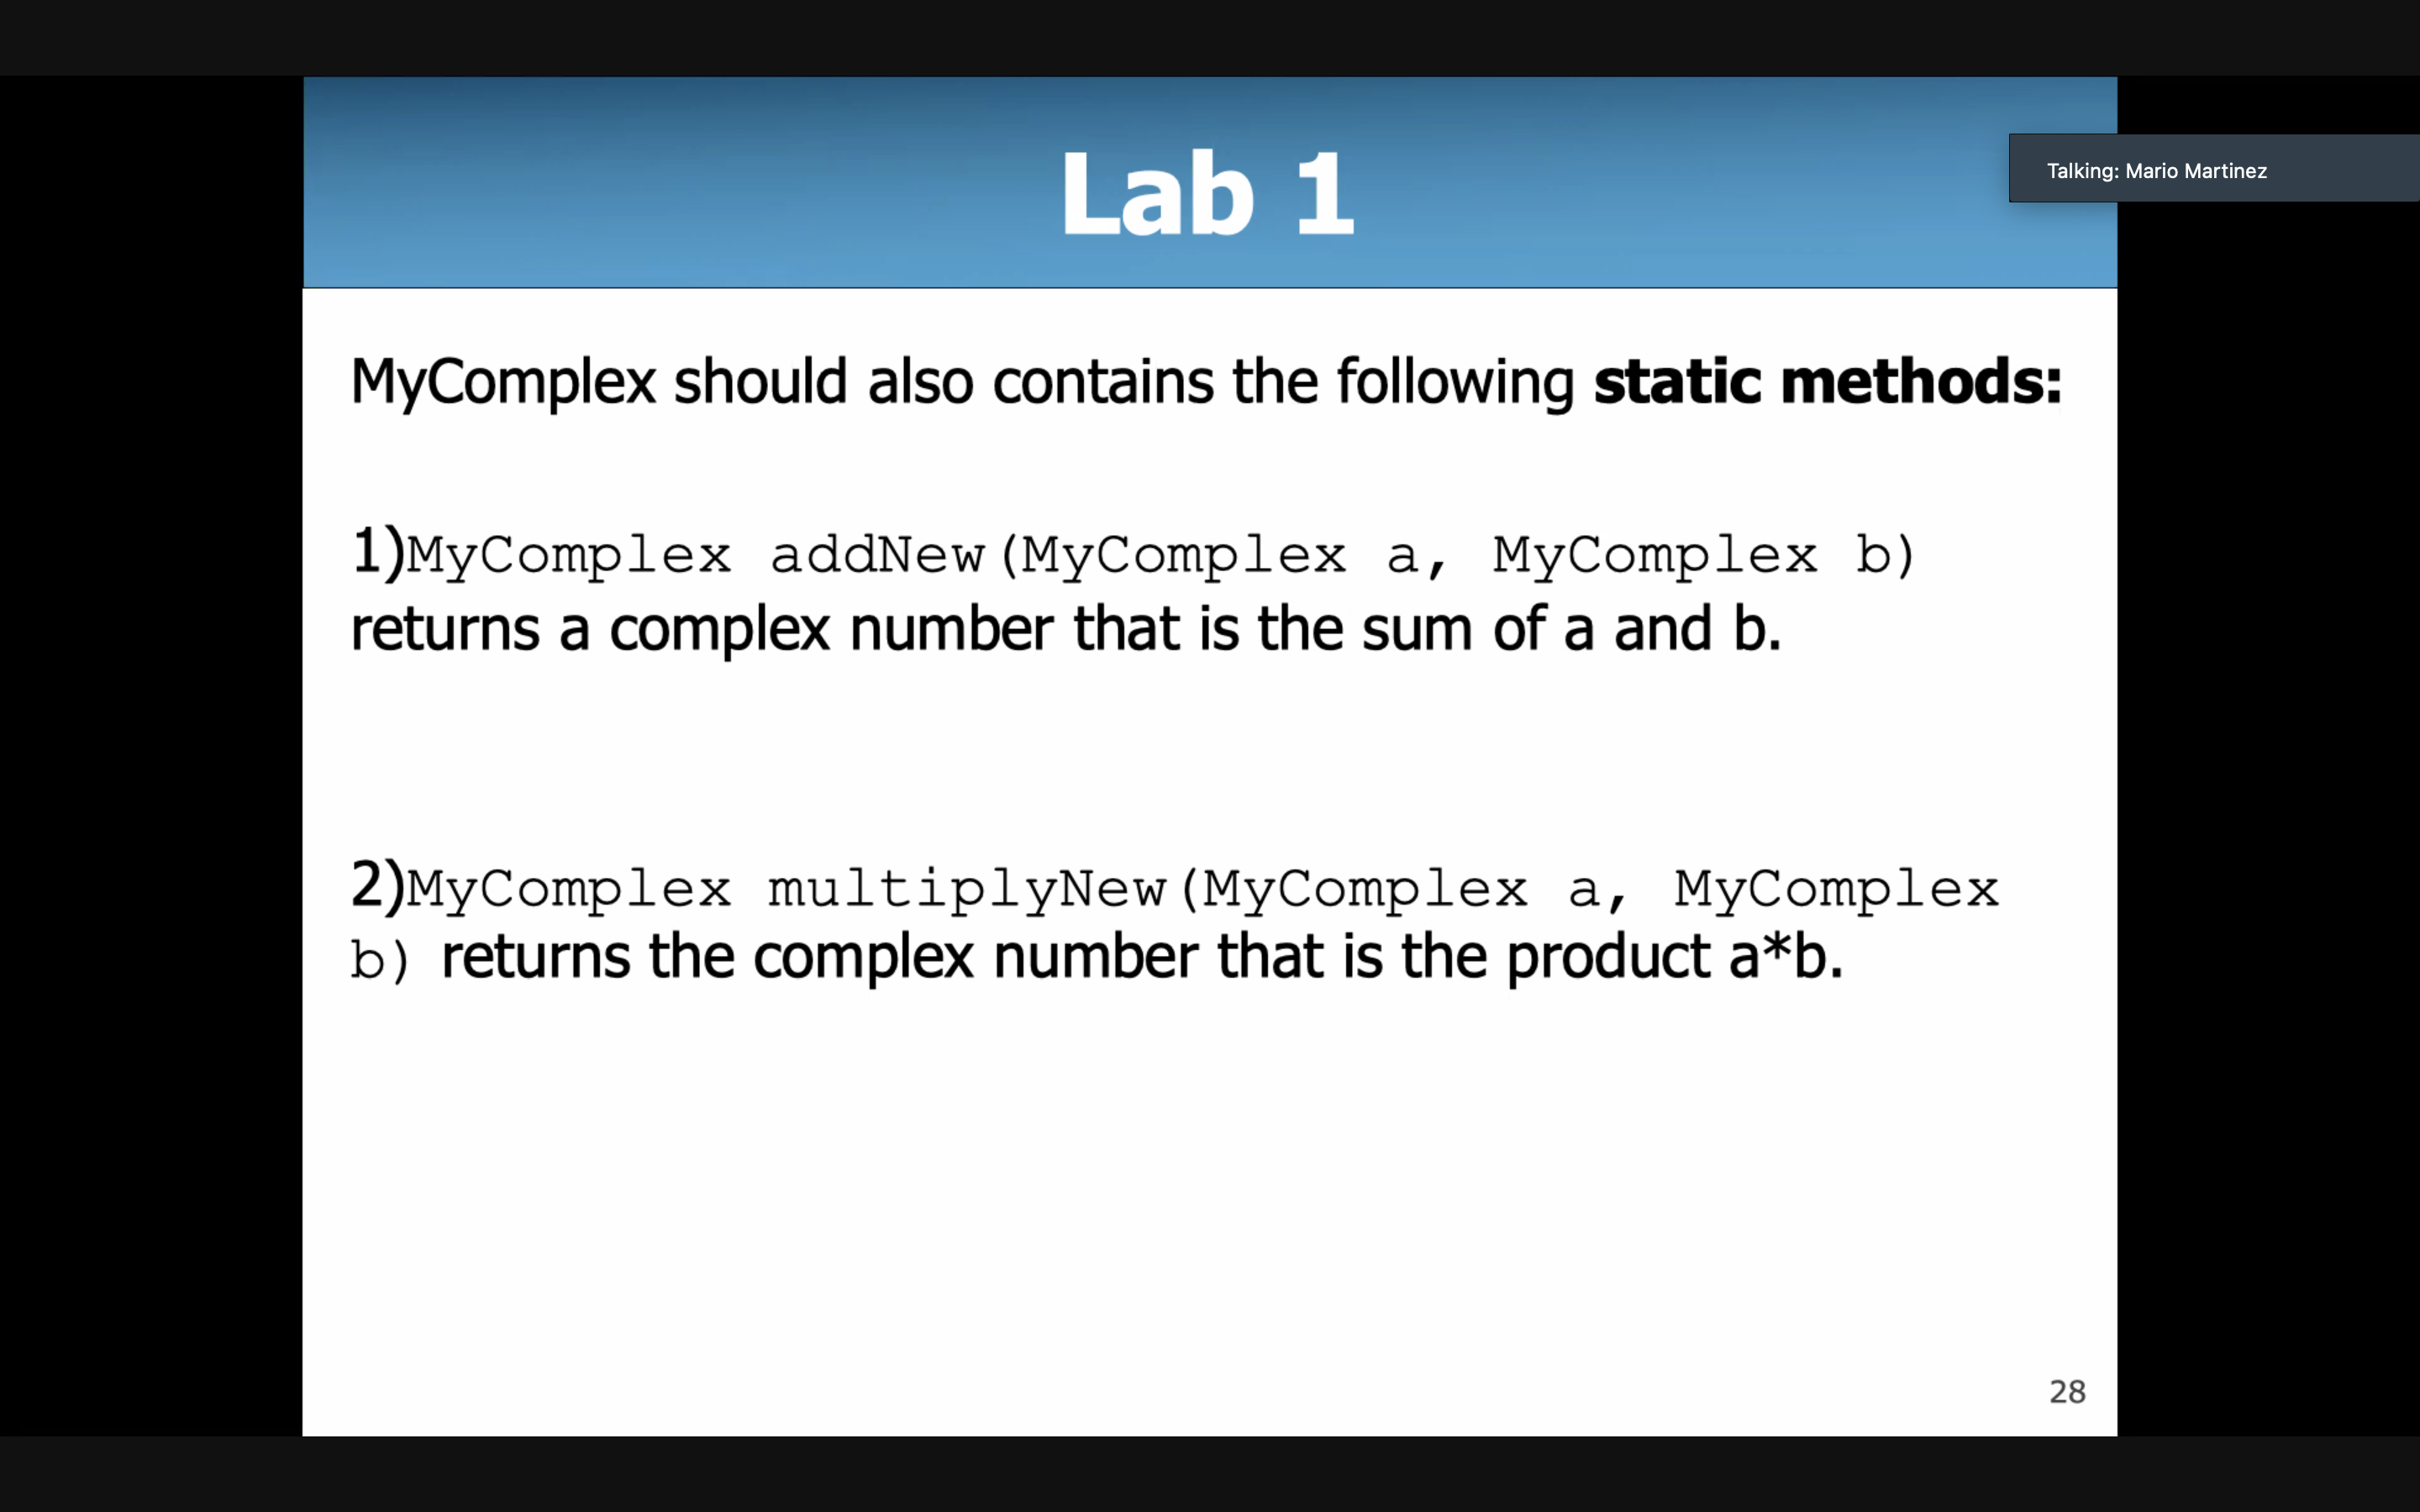 Lab 1
Talking: Mario Martinez
MyComplex should also contains the following static methods:
1)MyComplex addNew(MyComplex a, MyComplex b)
returns a complex number that is the sum of a and b.
2)MyComplex multiplyNew(MyComplex a, MyComplex
b) returns the complex number that is the product a*b.
28